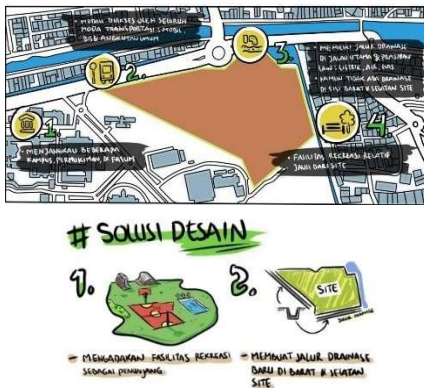 • MUDAH DIAKSES OLEH SELURUH
MODA TRANSPORTASI : MOBIL,
BIS & ANGKUTAN UMUM
2.
3.
• MEMILIKI JALUR DRAINASE
DI JALAN UTAMA & PRASARANA
LAIN : LISTRIK, AIR, GAS
NAMUN TIDAK ADA DRAINASE
DI SISI BARAT & SELATAN SITE
1.
• MENJANGKAU BEBERAPA
KAMPUS, PERMUKIMAN, & FASUM
4
• FASILITAS REKREASI RELATIF
JAUH DARI SITE
# SOLUSI DESAIN
1.
2.
SITE
- MENGADAKAN FASILITAS REKREASI
SEBAGAI PENUNJANG
- MEMBUAT JALUR DRAINASE
BARU DI BARAT & SELATAN
SITE.